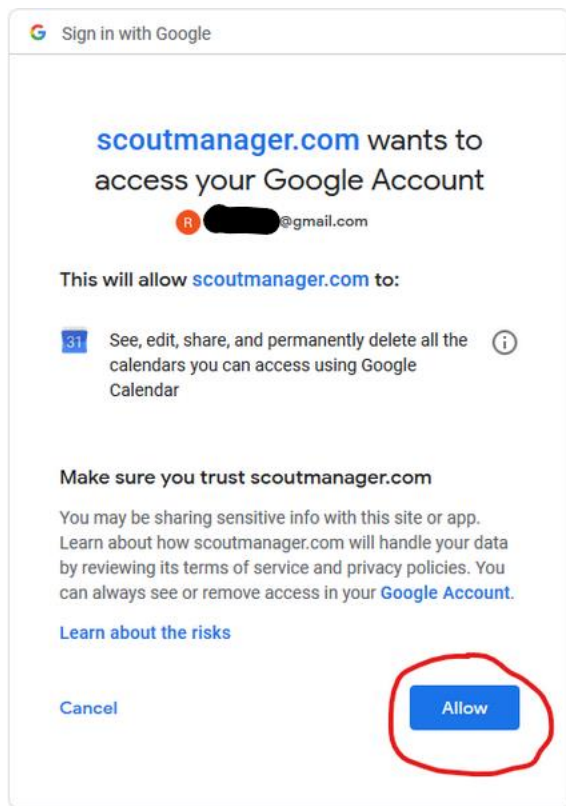 Sign in with Google
scoutmanager.com wants to
access your Google Account
R @gmail.com
This will allow scoutmanager.com to:
31 See, edit, share, and permanently delete all the
calendars you can access using Google
Calendar
Make sure you trust scoutmanager.com
You may be sharing sensitive info with this site or app.
Learn about how scoutmanager.com will handle your data
by reviewing its terms of service and privacy policies. You
can always see or remove access in your Google Account.
Learn about the risks
Cancel Allow